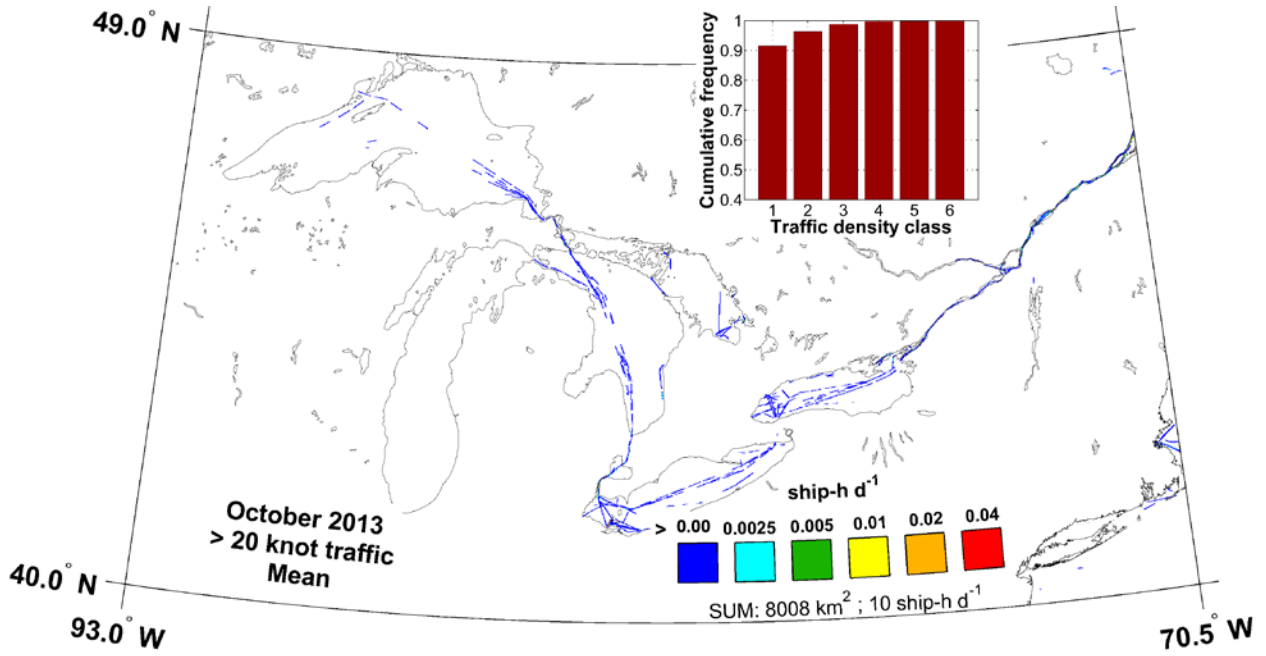 49.0° N
1
0.9
0.8
0.7
0.6
0.5
0.4
Cumulative frequency
1 2 3 4 5 6
Traffic density class
October 2013
> 20 knot traffic
Mean
ship-h d⁻¹
> 0.00 0.0025 0.005 0.01 0.02 0.04
SUM: 8008 km² ; 10 ship-h d⁻¹
40.0° N
93.0° W
70.5° W